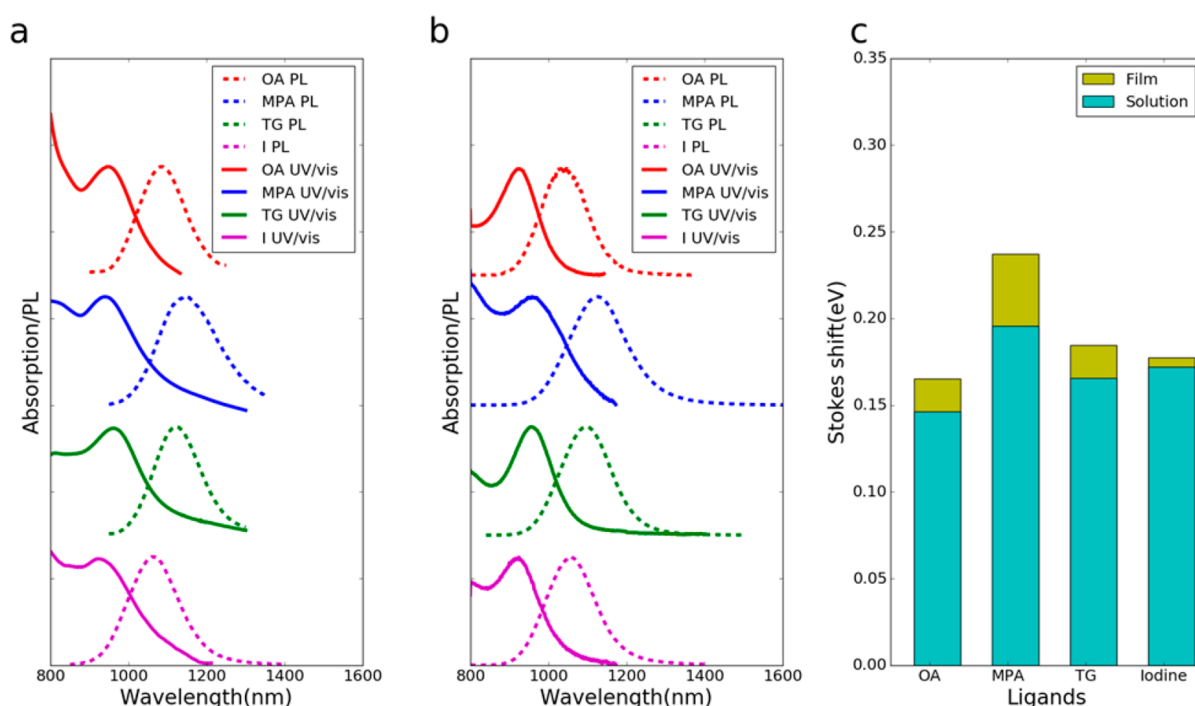 a
OA PL
MPA PL
TG PL
I PL
OA UV/vis
MPA UV/vis
TG UV/vis
I UV/vis
Absorption/PL
800 1000 1200 1400 1600
Wavelength(nm)
b
OA PL
MPA PL
TG PL
I PL
OA UV/vis
MPA UV/vis
TG UV/vis
I UV/vis
Absorption/PL
800 1000 1200 1400 1600
Wavelength(nm)
c
Film
Solution
0.35
0.30
0.25
0.20
0.15
0.10
0.05
0.00
Stokes shift(eV)
OA MPA TG Iodine
Ligands